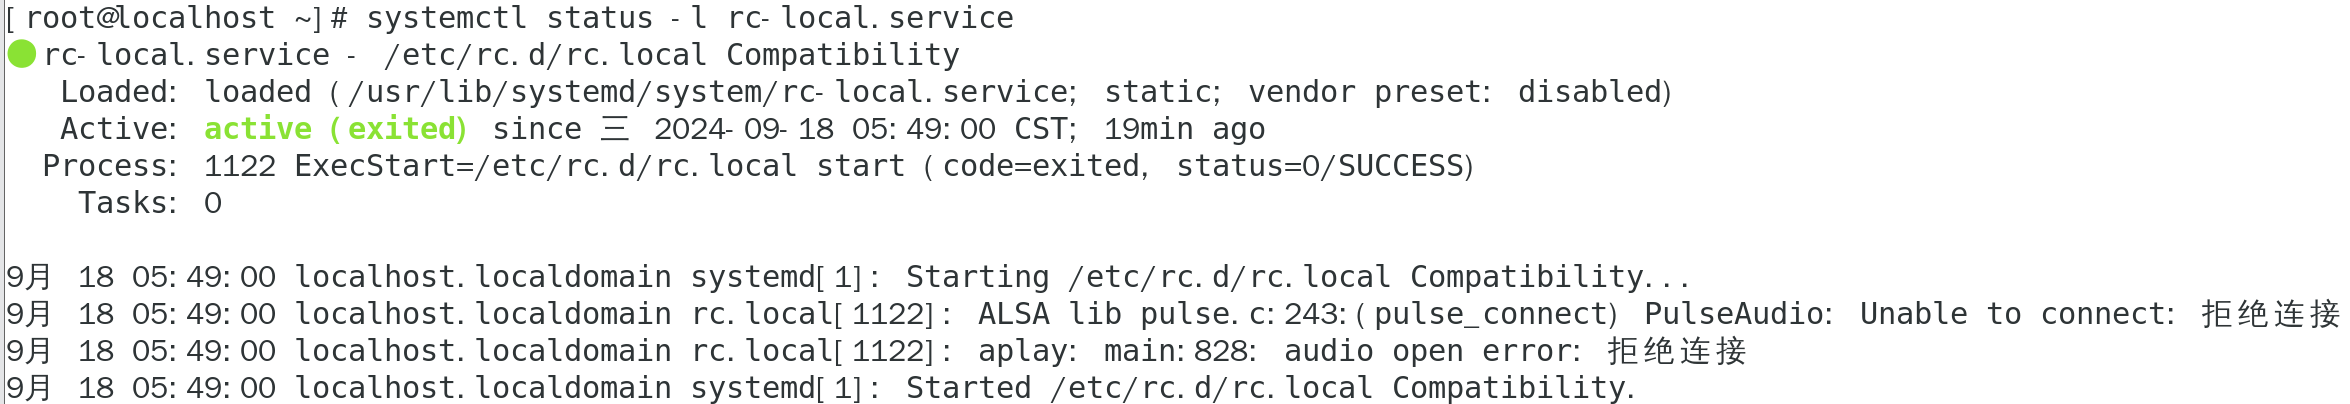 [root@localhost ~]# systemctl status -l rc-local.service
● rc-local.service - /etc/rc.d/rc.local Compatibility
   Loaded: loaded (/usr/lib/systemd/system/rc-local.service; static; vendor preset: disabled)
   Active: active (exited) since 三 2024-09-18 05:49:00 CST; 19min ago
  Process: 1122 ExecStart=/etc/rc.d/rc.local start (code=exited, status=0/SUCCESS)
    Tasks: 0
9月 18 05:49:00 localhost.localdomain systemd[1]: Starting /etc/rc.d/rc.local Compatibility...
9月 18 05:49:00 localhost.localdomain rc.local[1122]: ALSA lib pulse.c:243:(pulse_connect) PulseAudio: Unable to connect: 拒绝连接
9月 18 05:49:00 localhost.localdomain rc.local[1122]: aplay: main:828: audio open error: 拒绝连接
9月 18 05:49:00 localhost.localdomain systemd[1]: Started /etc/rc.d/rc.local Compatibility.